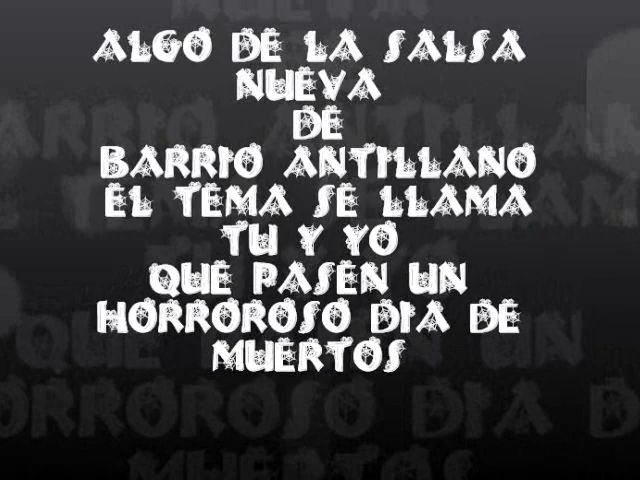 ALGO DE LA SALSA
NUEVA
DE
BARRIO ANTILLANO
EL TEMA SE LLAMA
TU Y YO
QUE PASEN UN
HORROROSO DIA DE
MUERTOS